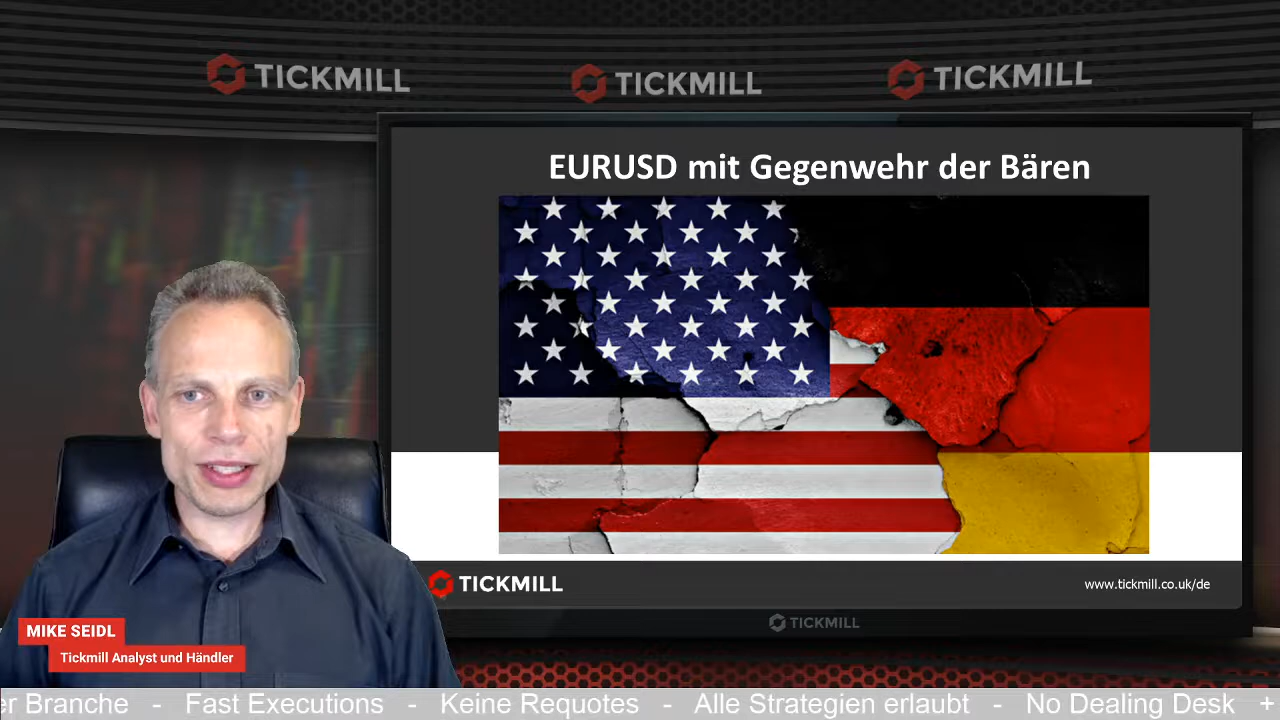 TICKMILL
TICKMILL
TICKMILL
EURUSD mit Gegenwehr der Bären
TICKMILL
www.tickmill.co.uk/de
TICKMILL
MIKE SEIDL
Tickmill Analyst und Händler
er Branche - Fast Executions - Keine Requotes - Alle Strategien erlaubt - No Dealing Desk +